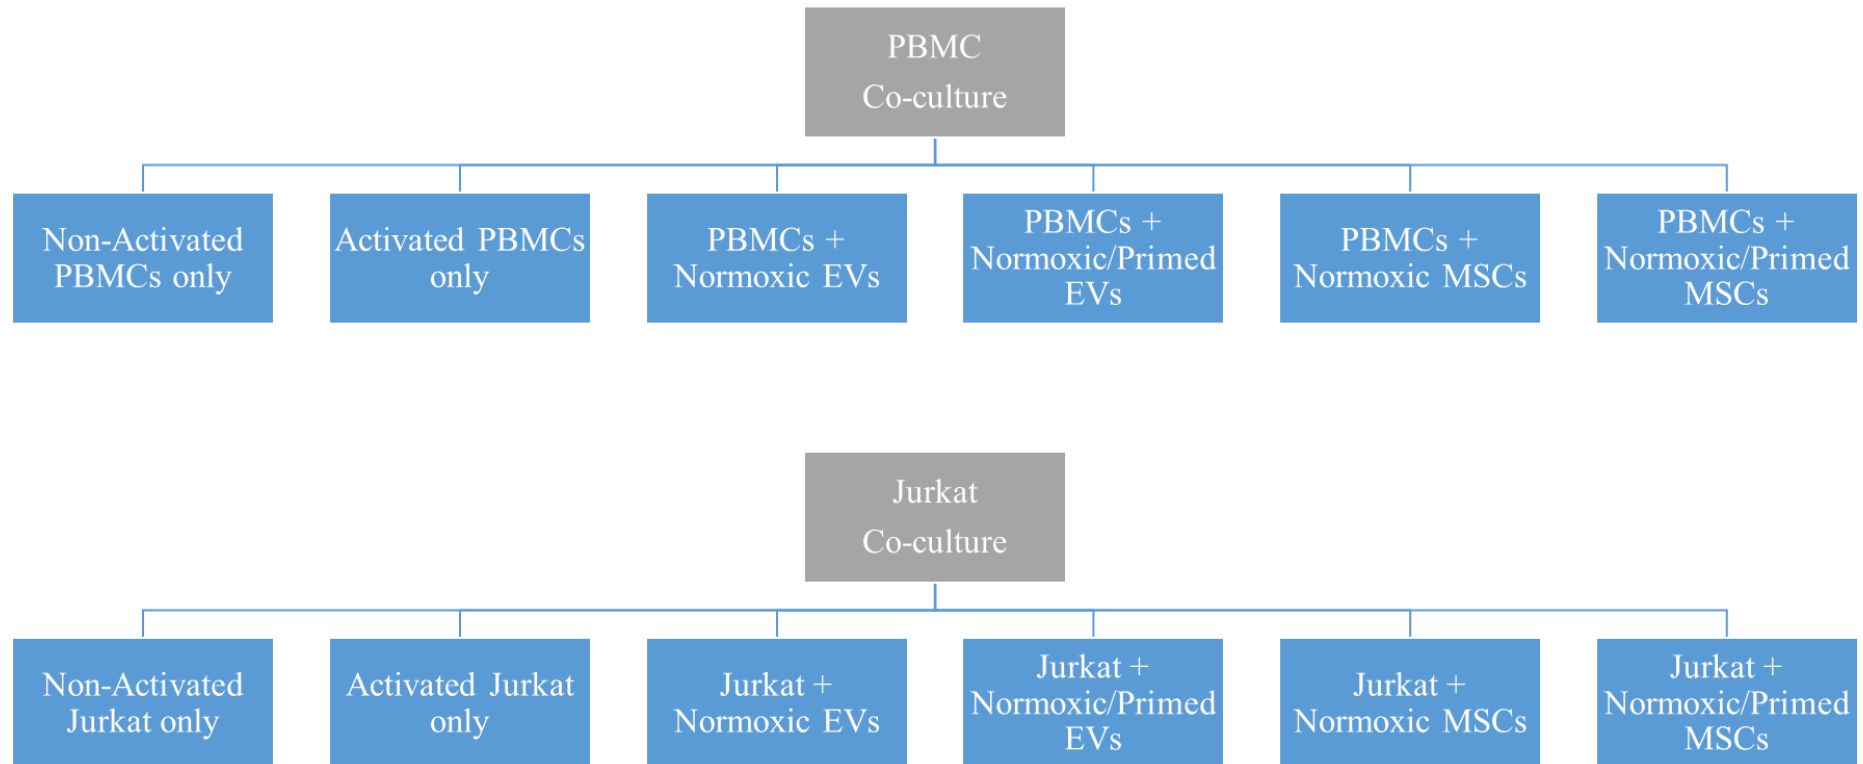 PBMC
Co-culture
Non-Activated
PBMCs only
Activated PBMCs
only
PBMCs +
Normoxic EVs
PBMCs +
Normoxic/Primed
EVs
PBMCs +
Normoxic MSCs
PBMCs +
Normoxic/Primed
MSCs
Jurkat
Co-culture
Non-Activated
Jurkat only
Activated Jurkat
only
Jurkat +
Normoxic EVs
Jurkat +
Normoxic/Primed
EVs
Jurkat +
Normoxic MSCs
Jurkat +
Normoxic/Primed
MSCs